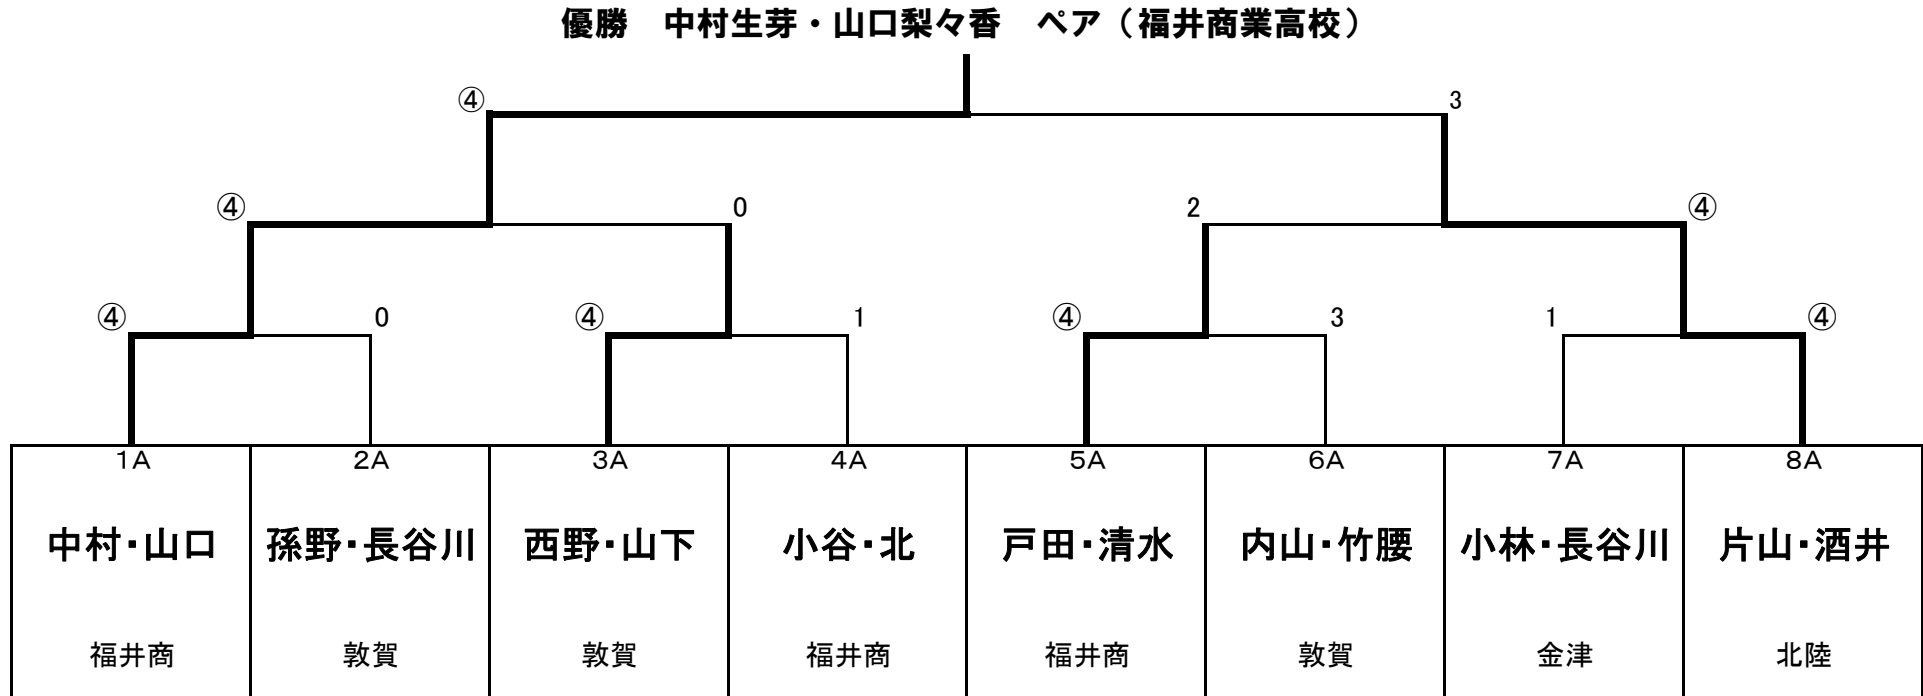 優勝　中村生芽・山口梨々香　ペア（福井商業高校）
④ 3
④ 0 2 ④
④ 0 ④ 1 ④ 3 1 ④
1A 2A 3A 4A 5A 6A 7A 8A
中村・山口 孫野・長谷川 西野・山下 小谷・北 戸田・清水 内山・竹腰 小林・長谷川 片山・酒井
福井商 敦賀 敦賀 福井商 福井商 敦賀 金津 北陸